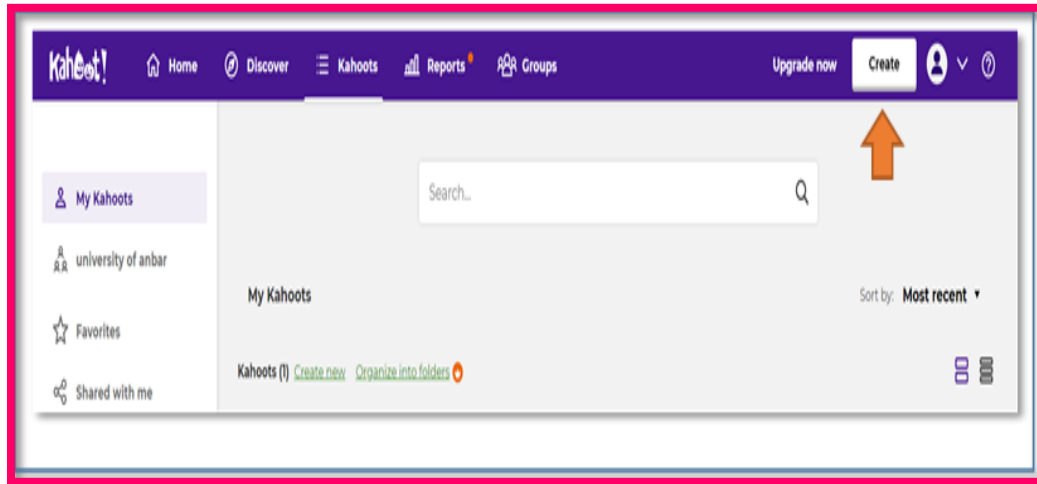 Kahoot! Home Discover Kahoots Reports Groups Upgrade now Create
Search...
My Kahoots
university of anbar
My Kahoots Sort by: Most recent
Favorites
Kahoots (1) Create new Organize into folders
Shared with me